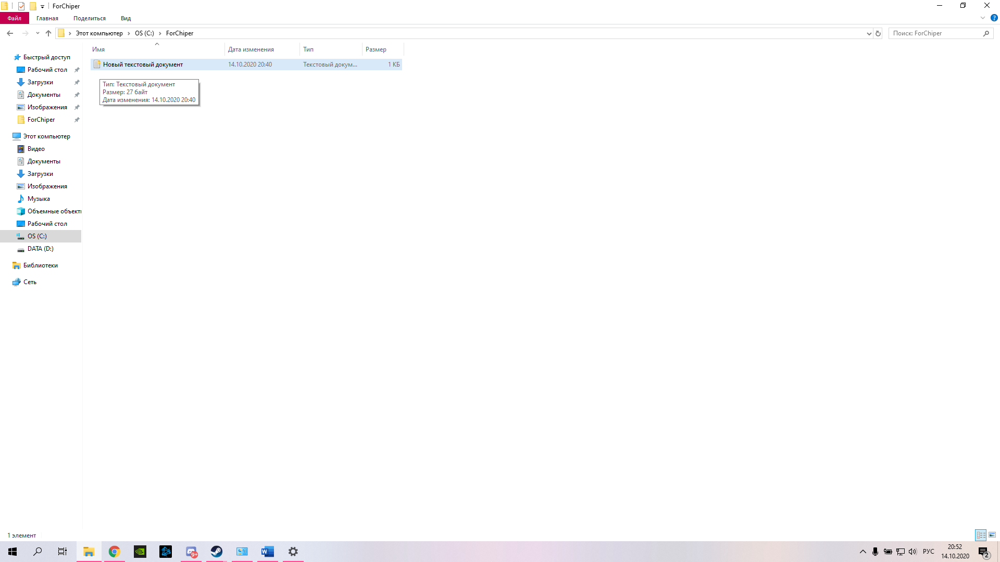 ForChiper
Файл Главная Поделиться Вид
Этот компьютер OS (C:) ForChiper
Поиск: ForChiper
Имя Дата изменения Тип Размер
Новый текстовый документ 14.10.2020 20:40 Текстовый докум... 1 КБ
Тип: Текстовый документ
Размер: 27 байт
Дата изменения: 14.10.2020 20:40
Быстрый доступ
Рабочий стол
Загрузки
Документы
Изображения
ForChiper
Этот компьютер
Видео
Документы
Загрузки
Изображения
Музыка
Объемные объекты
Рабочий стол
OS (C:)
DATA (D:)
Библиотеки
Сеть
1 элемент
9+
РУС
20:52
14.10.2020
2